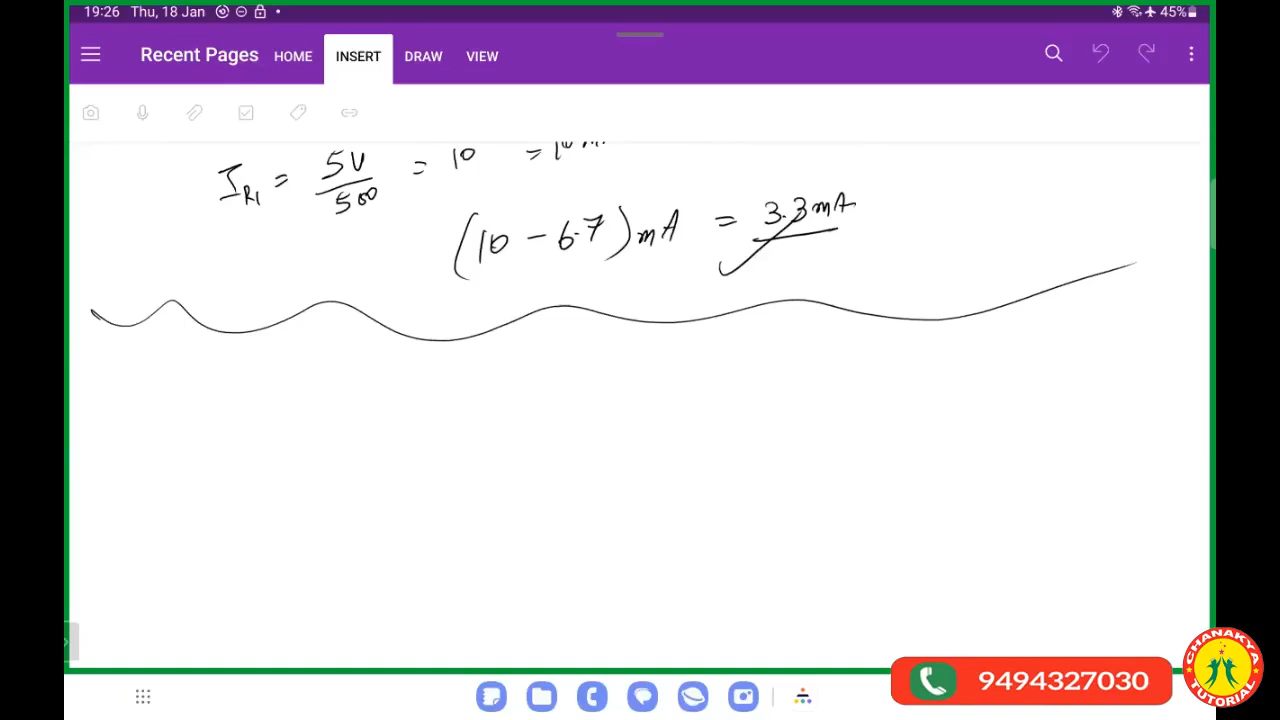 19:26 Thu, 18 Jan 45%
Recent Pages HOME INSERT DRAW VIEW
I_R1 = 5V/500 = 10 =
(10 - 6.7) mA = 3.3 mA
9494327030
CHANAKYA
TUTORIAL